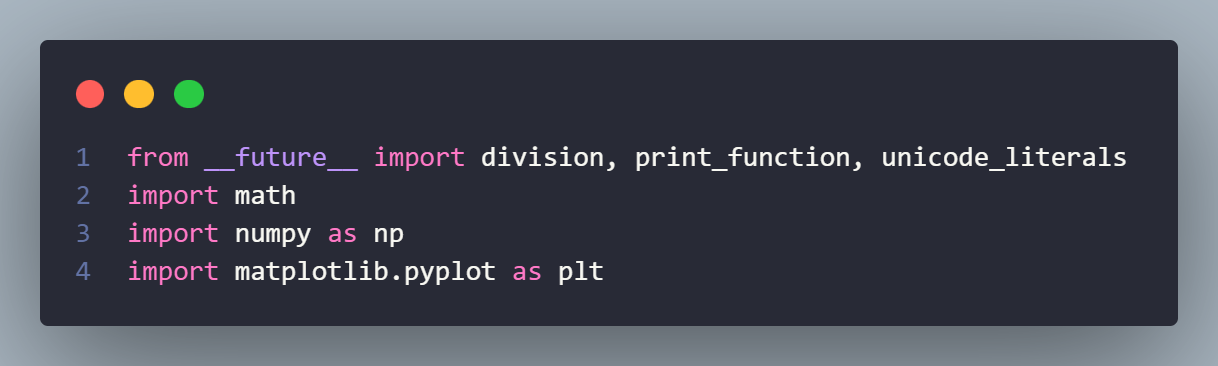 1 from __future__ import division, print_function, unicode_literals
2 import math
3 import numpy as np
4 import matplotlib.pyplot as plt